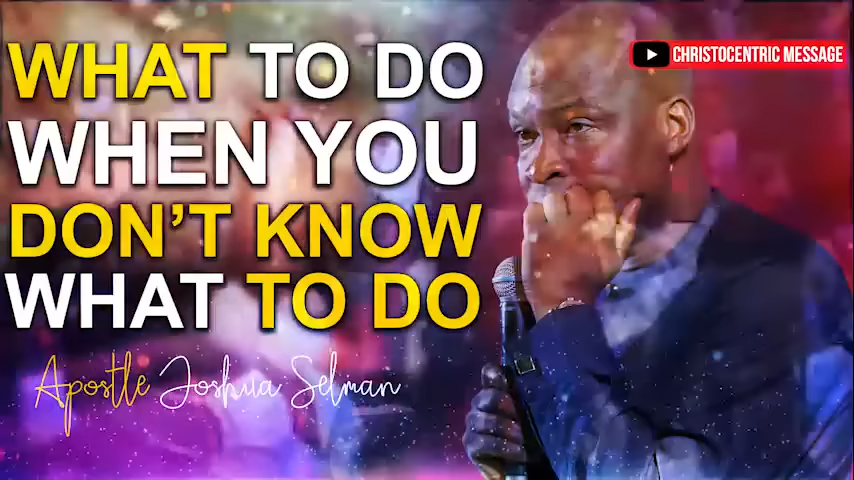 WHAT TO DO
WHEN YOU
DON'T KNOW
WHAT TO DO
Apostle Joshua Selman
CHRISTOCENTRIC MESSAGE